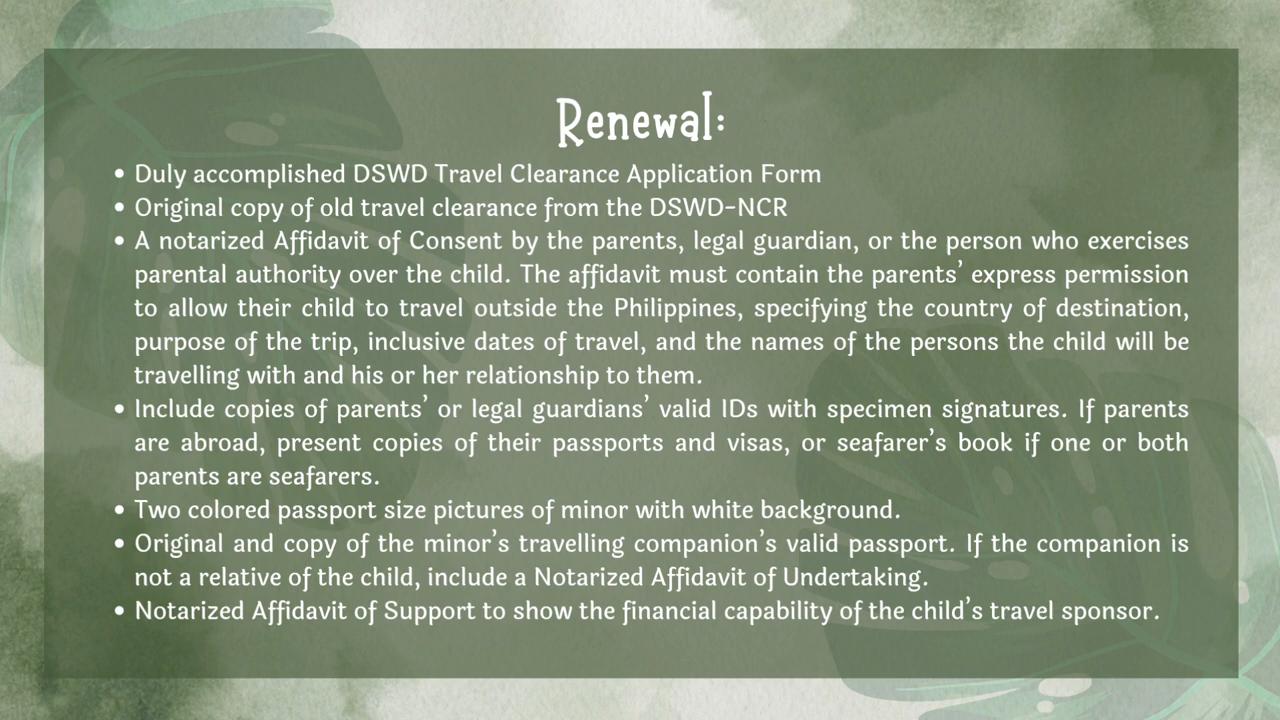 Renewal:
• Duly accomplished DSWD Travel Clearance Application Form
• Original copy of old travel clearance from the DSWD-NCR
• A notarized Affidavit of Consent by the parents, legal guardian, or the person who exercises
parental authority over the child. The affidavit must contain the parents’ express permission
to allow their child to travel outside the Philippines, specifying the country of destination,
purpose of the trip, inclusive dates of travel, and the names of the persons the child will be
travelling with and his or her relationship to them.
• Include copies of parents’ or legal guardians’ valid IDs with specimen signatures. If parents
are abroad, present copies of their passports and visas, or seafarer’s book if one or both
parents are seafarers.
• Two colored passport size pictures of minor with white background.
• Original and copy of the minor’s travelling companion’s valid passport. If the companion is
not a relative of the child, include a Notarized Affidavit of Undertaking.
• Notarized Affidavit of Support to show the financial capability of the child’s travel sponsor.